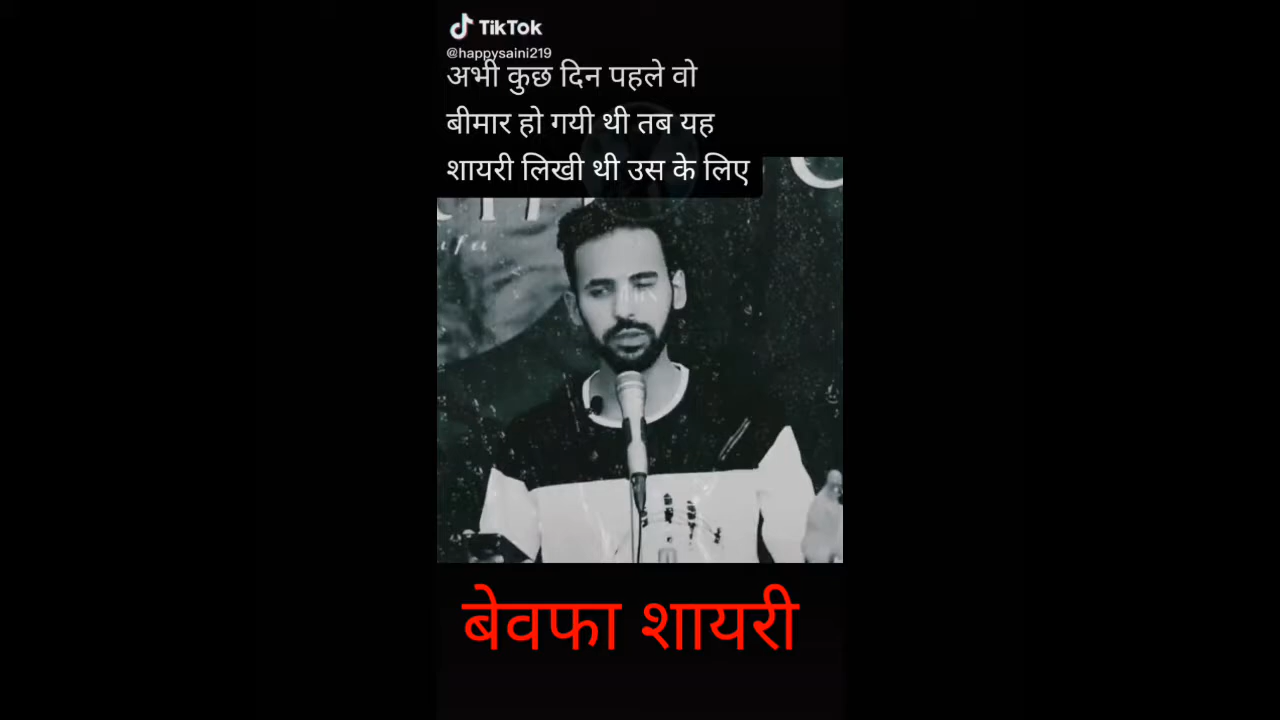 TikTok
@happysaini219
अभी कुछ दिन पहले वो
बीमार हो गयी थी तब यह
शायरी लिखी थी उस के लिए
बेवफा शायरी